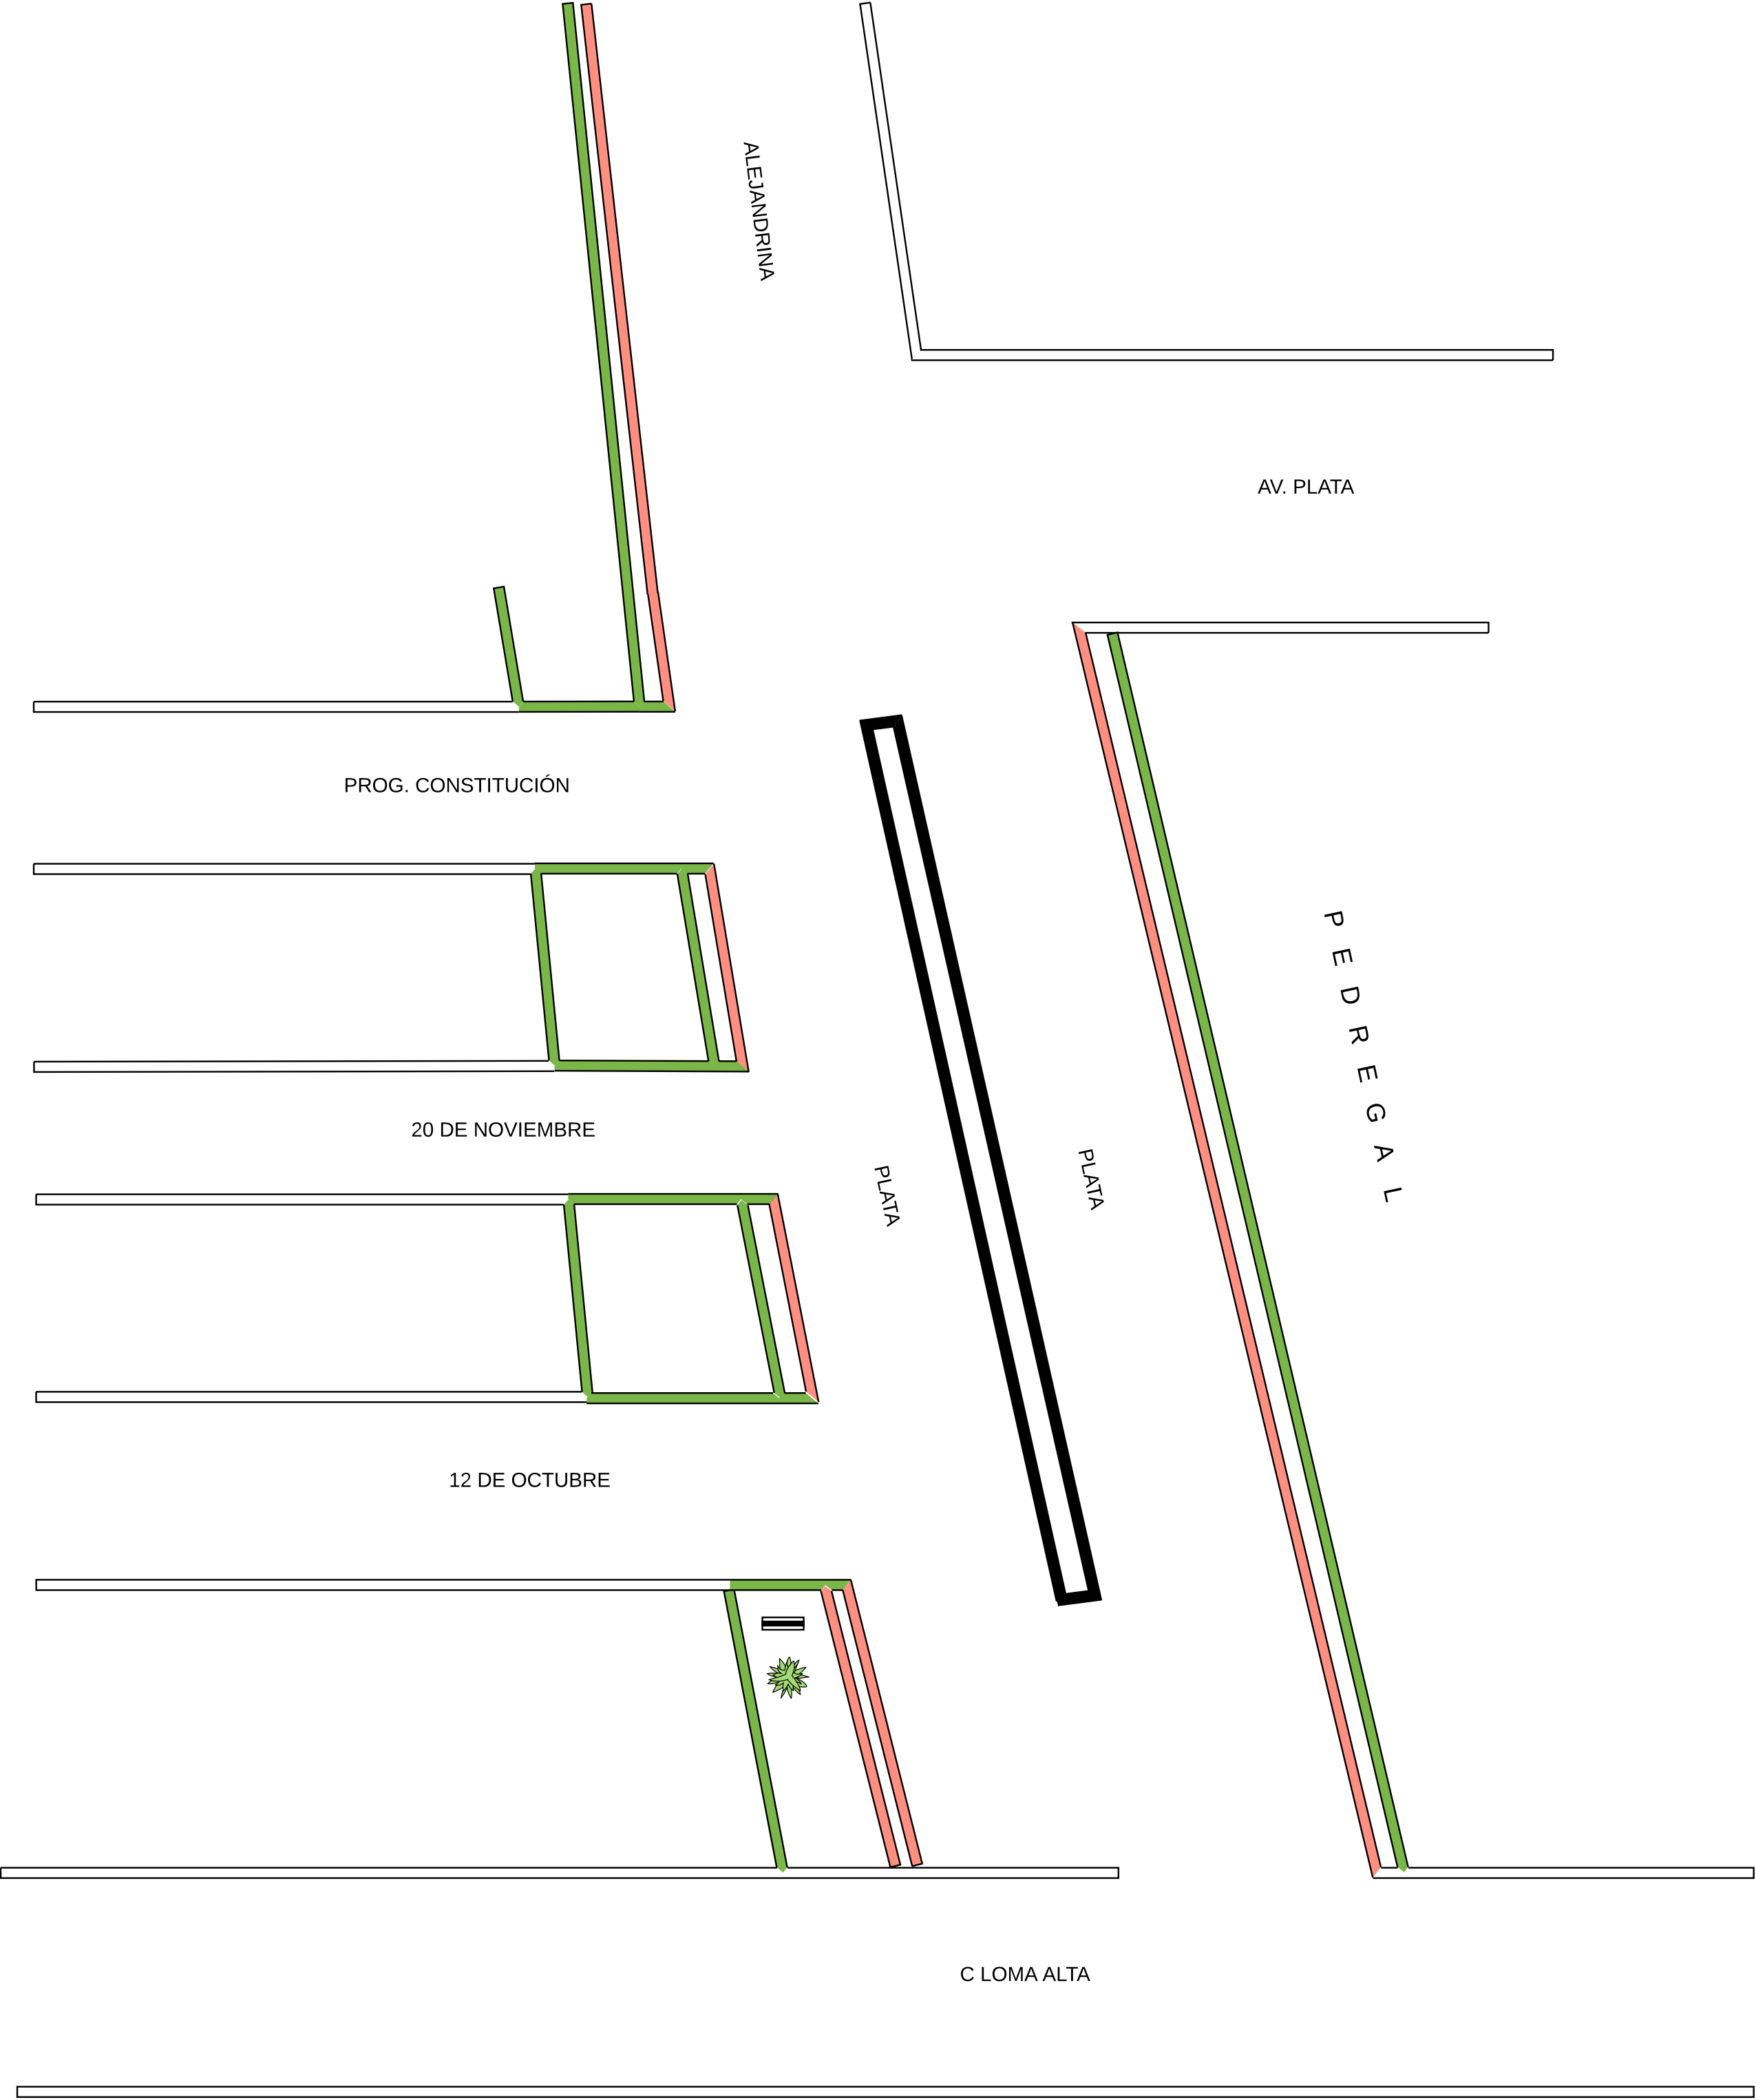 ALEJANDRINA
AV. PLATA
PROG. CONSTITUCIÓN
PEDREGAL
20 DE NOVIEMBRE
PLATA
PLATA
12 DE OCTUBRE
C LOMA ALTA